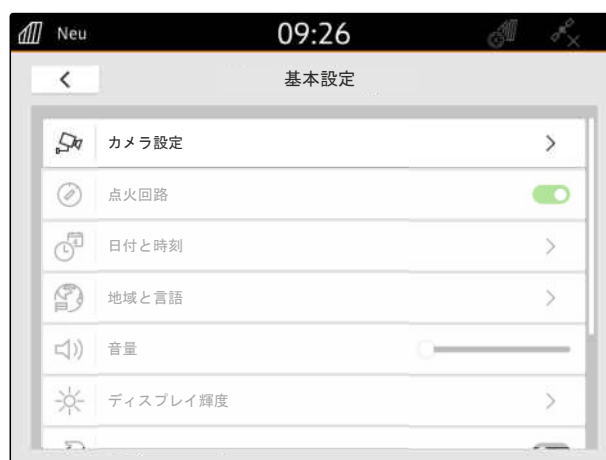 Neu 09:26
基本設定
カメラ設定
点火回路
日付と時刻
地域と言語
音量
ディスプレイ輝度